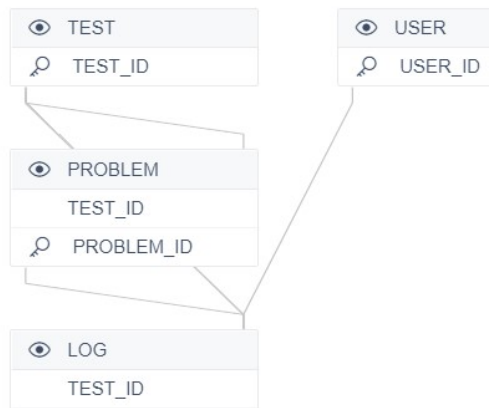 TEST
TEST_ID
USER
USER_ID
PROBLEM
TEST_ID
PROBLEM_ID
LOG
TEST_ID